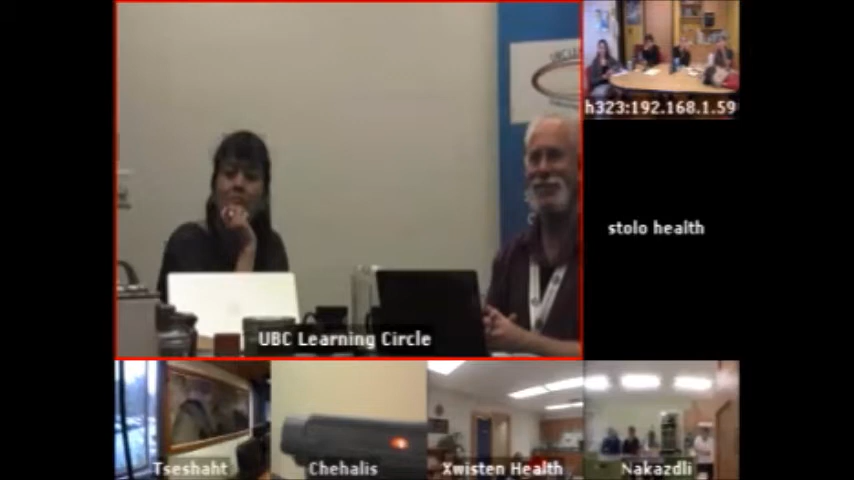 h323:192.168.1.59
stolo health
UBC Learning Circle
Tseshaht
Chehalis
Xwisten Health
Nakazdli